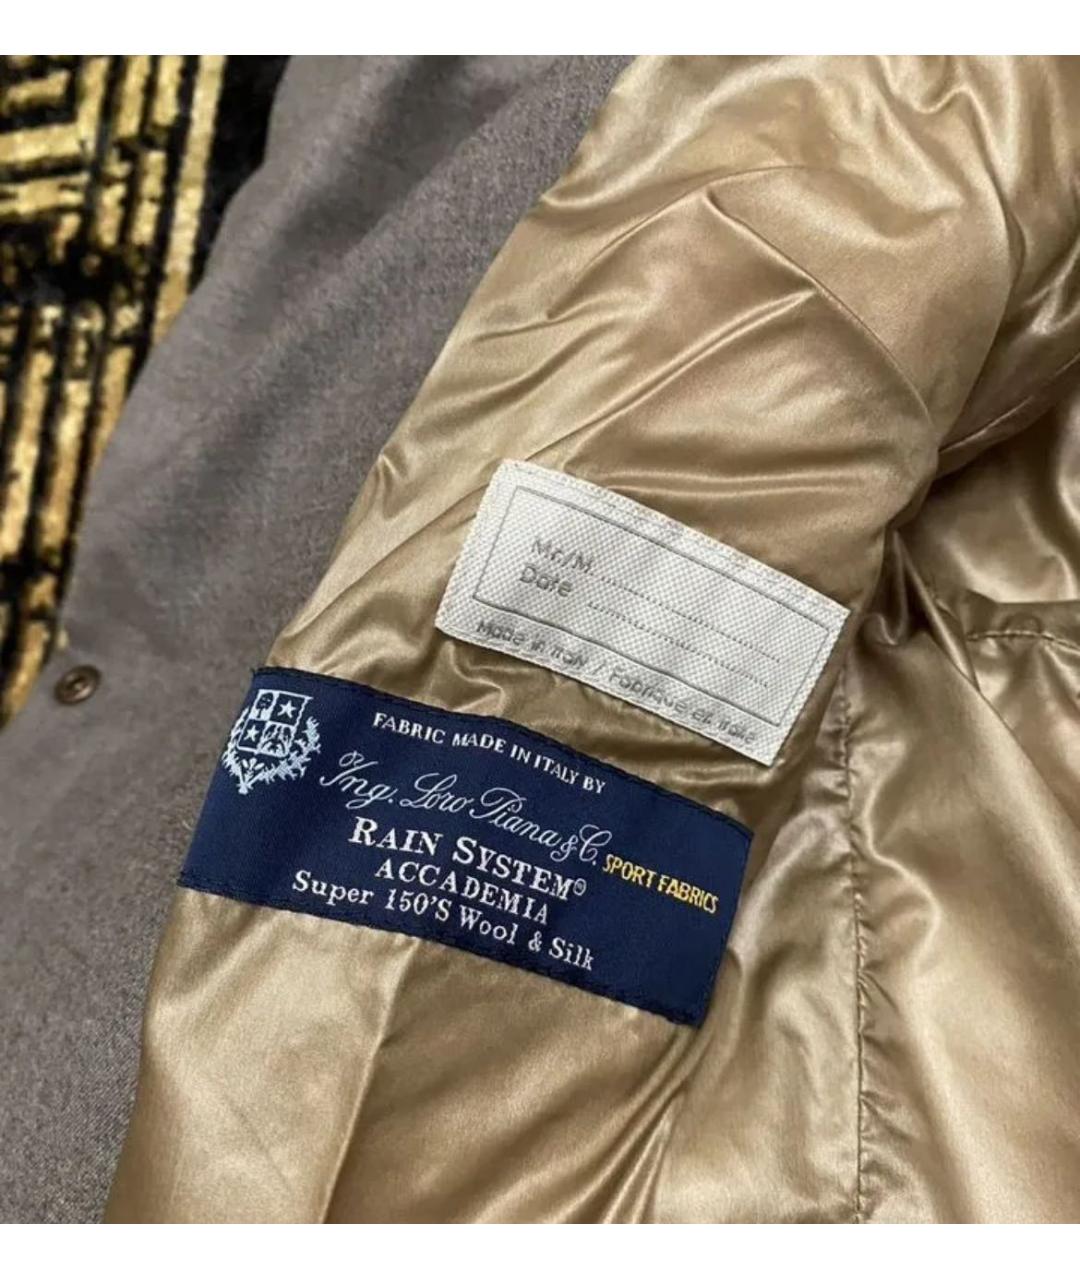 Mr./M. ..............................
Date ..............................
..............................
Made in Italy / Fabriqué en Italie
FABRIC MADE IN ITALY BY
Ing. Loro Piana & C.
SPORT FABRICS
RAIN SYSTEM®
ACCADEMIA
Super 150'S Wool & Silk